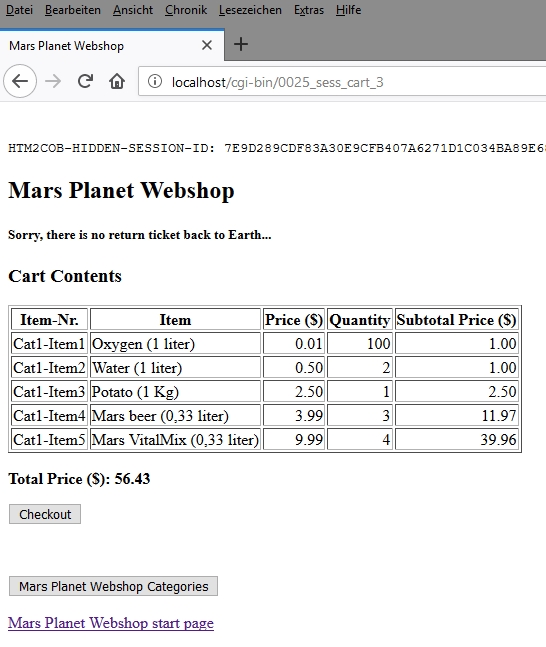 Datei Bearbeiten Ansicht Chronik Lesezeichen Extras Hilfe
Mars Planet Webshop
localhost/cgi-bin/0025_sess_cart_3
HTM2COB-HIDDEN-SESSION-ID: 7E9D289CDF83A30E9CFB407A6271D1C034BA89E6
Mars Planet Webshop
Sorry, there is no return ticket back to Earth...
Cart Contents
Item-Nr. Item Price ($) Quantity Subtotal Price ($)
Cat1-Item1 Oxygen (1 liter) 0.01 100 1.00
Cat1-Item2 Water (1 liter) 0.50 2 1.00
Cat1-Item3 Potato (1 Kg) 2.50 1 2.50
Cat1-Item4 Mars beer (0,33 liter) 3.99 3 11.97
Cat1-Item5 Mars VitalMix (0,33 liter) 9.99 4 39.96
Total Price ($): 56.43
Checkout
Mars Planet Webshop Categories
Mars Planet Webshop start page